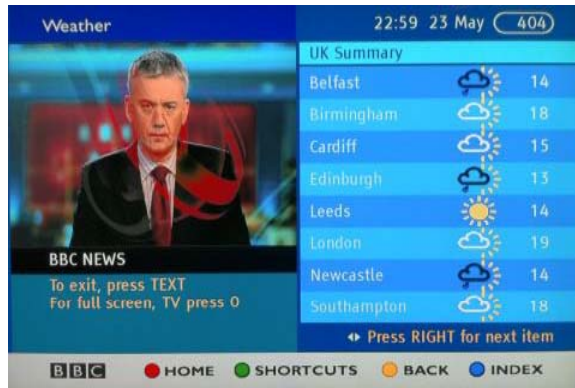 Weather
22:59 23 May 404
UK Summary
Belfast 14
Birmingham 18
Cardiff 15
Edinburgh 13
Leeds 14
London 19
Newcastle 14
Southampton 18
BBC NEWS
To exit, press TEXT
For full screen, TV press 0
Press RIGHT for next item
BBC HOME SHORTCUTS BACK INDEX